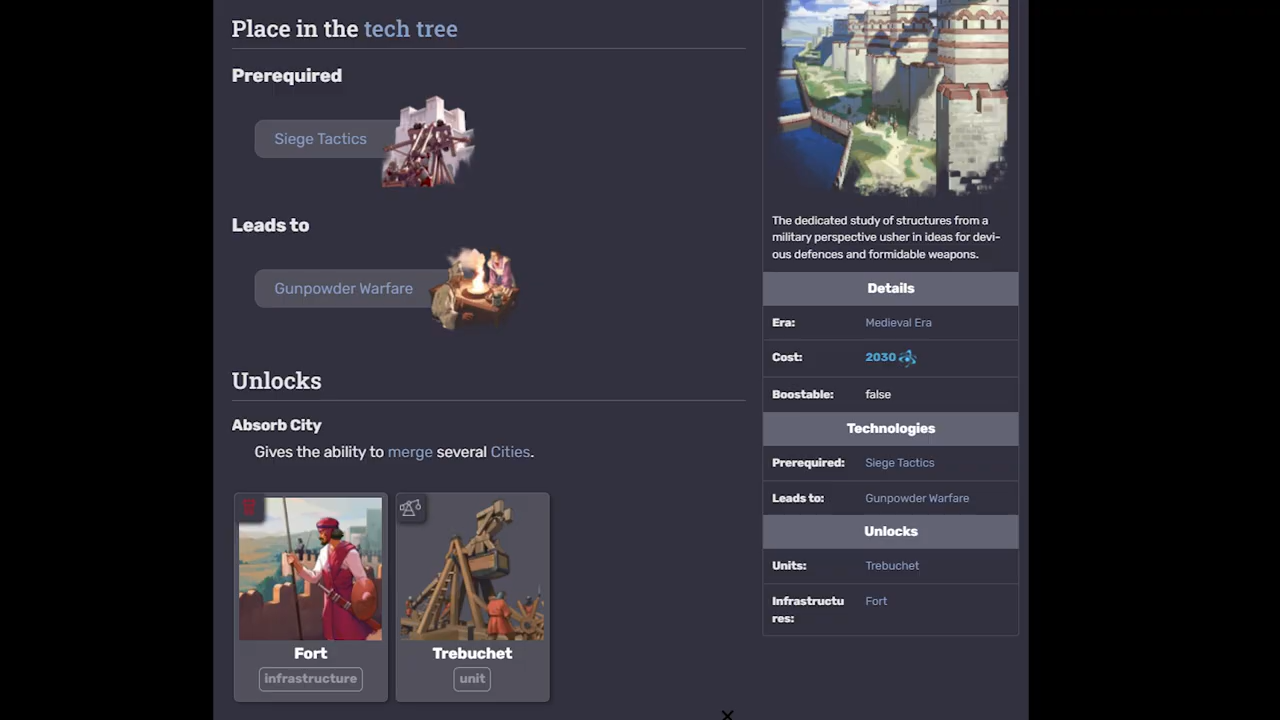 Place in the tech tree
Prerequired
Siege Tactics
Leads to
Gunpowder Warfare
Unlocks
Absorb City
Gives the ability to merge several Cities.
Fort
infrastructure
Trebuchet
unit
The dedicated study of structures from a
military perspective usher in ideas for devi-
ous defences and formidable weapons.
Details
Era: Medieval Era
Cost: 2030
Boostable: false
Technologies
Prerequired: Siege Tactics
Leads to: Gunpowder Warfare
Unlocks
Units: Trebuchet
Infrastructu Fort
res: